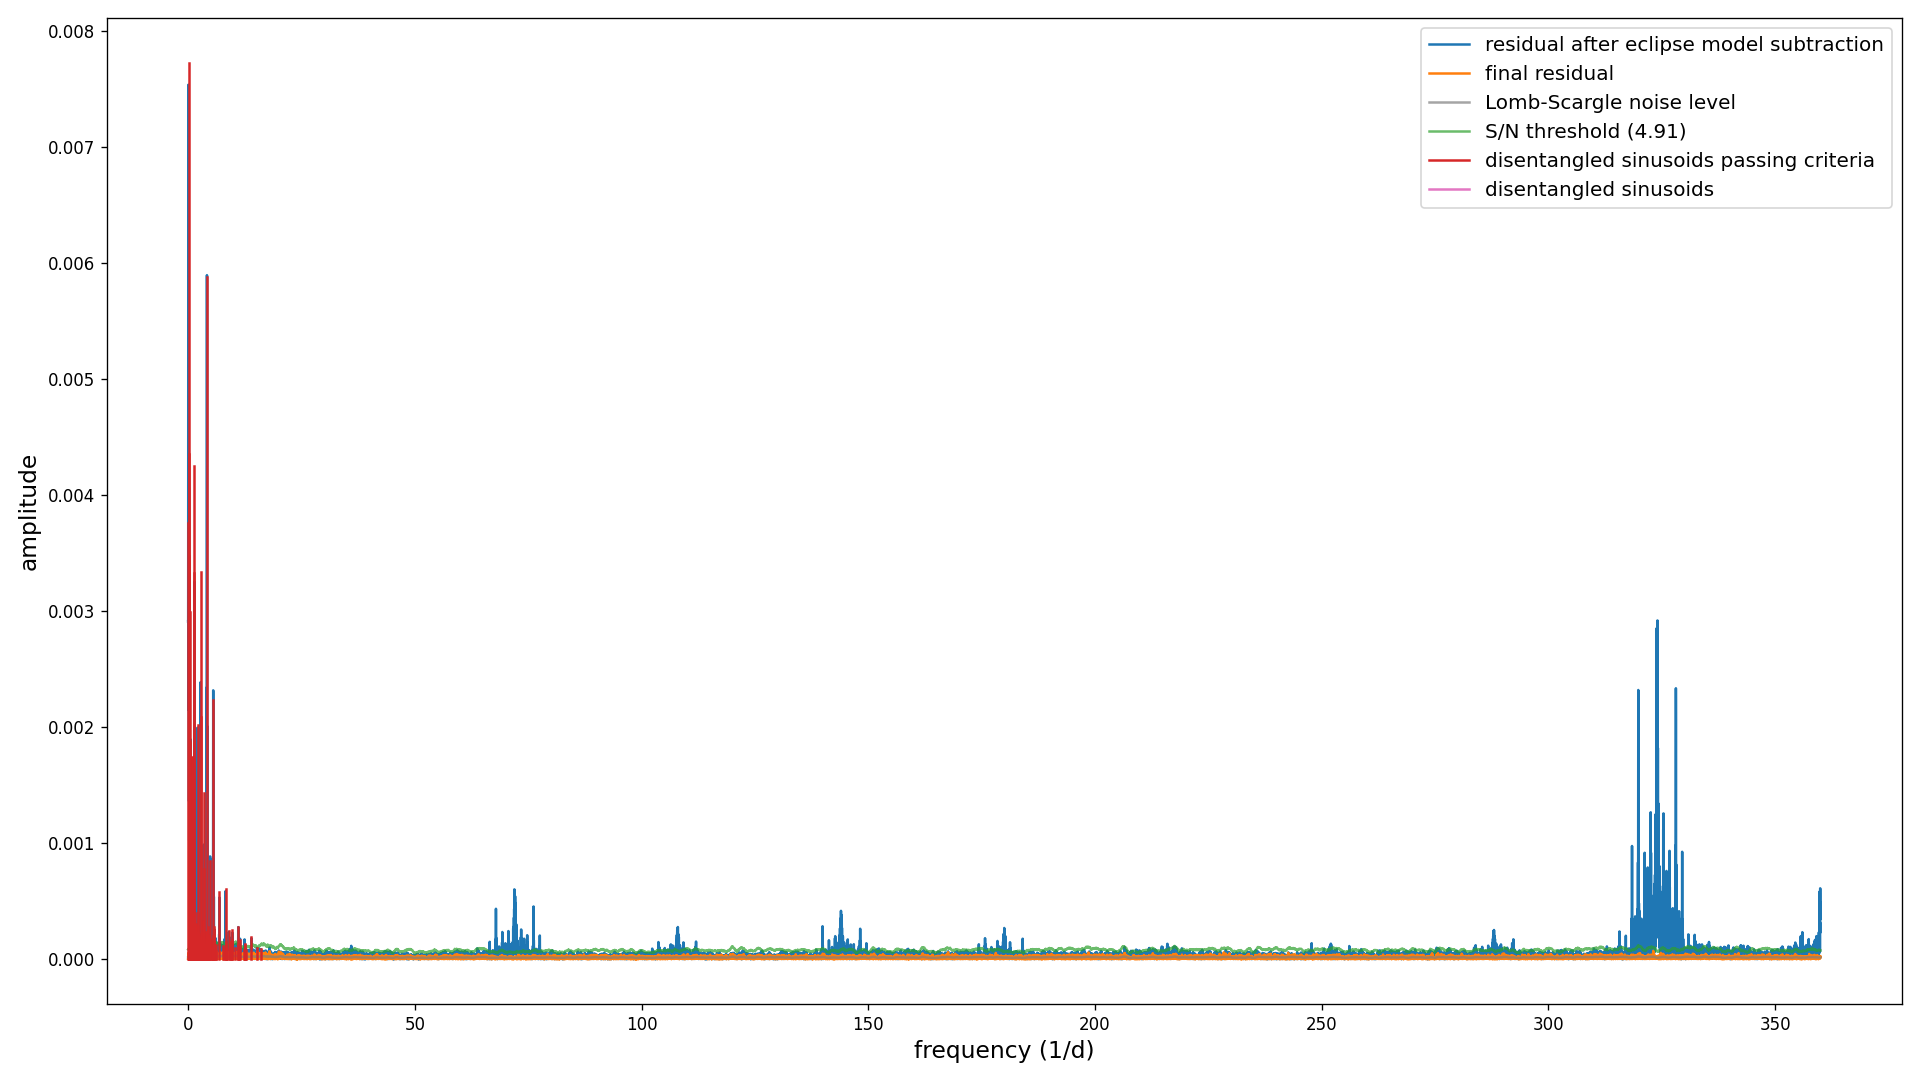 0.008
0.007
0.006
0.005
0.004
0.003
0.002
0.001
0.000
amplitude
residual after eclipse model subtraction
final residual
Lomb-Scargle noise level
S/N threshold (4.91)
disentangled sinusoids passing criteria
disentangled sinusoids
0 50 100 150 200 250 300 350
frequency (1/d)